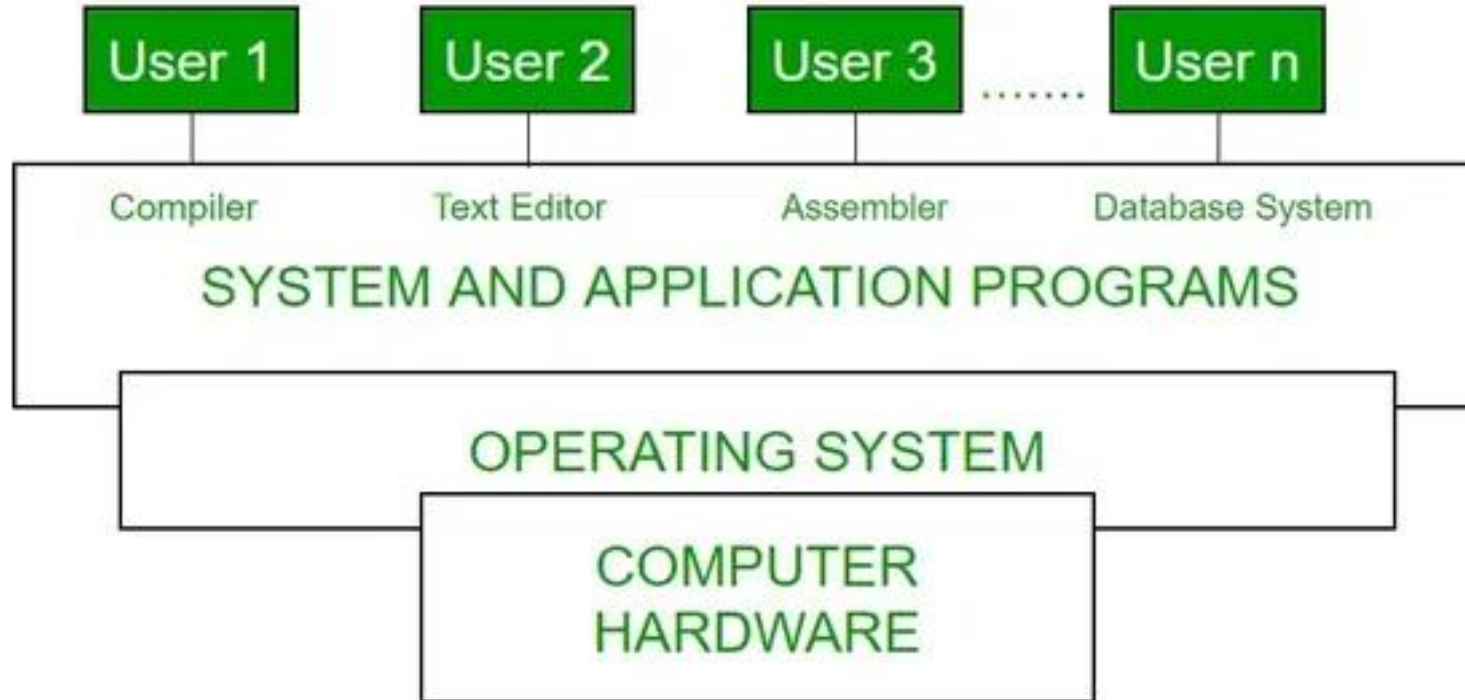 User 1 User 2 User 3 ....... User n
Compiler Text Editor Assembler Database System
SYSTEM AND APPLICATION PROGRAMS
OPERATING SYSTEM
COMPUTER
HARDWARE